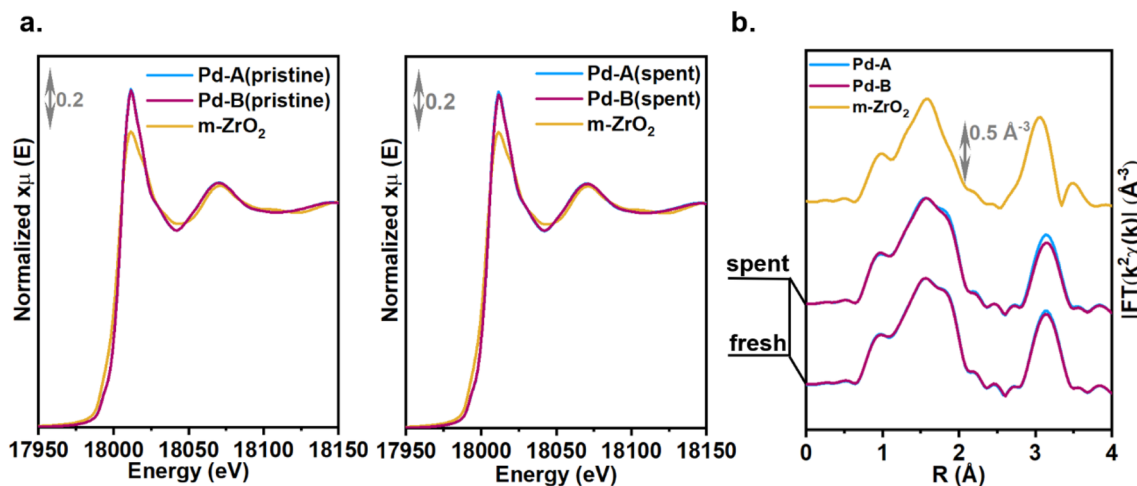 a.
Normalized xμ (E)
0.2
Pd-A(pristine)
Pd-B(pristine)
m-ZrO₂
17950 18000 18050 18100 18150
Energy (eV)
Normalized xμ (E)
0.2
Pd-A(spent)
Pd-B(spent)
m-ZrO₂
17950 18000 18050 18100 18150
Energy (eV)
b.
Pd-A
Pd-B
m-ZrO₂
0.5 Å⁻³
spent
fresh
|FT(k²χ(k)| (Å⁻³)
0 1 2 3 4
R (Å)